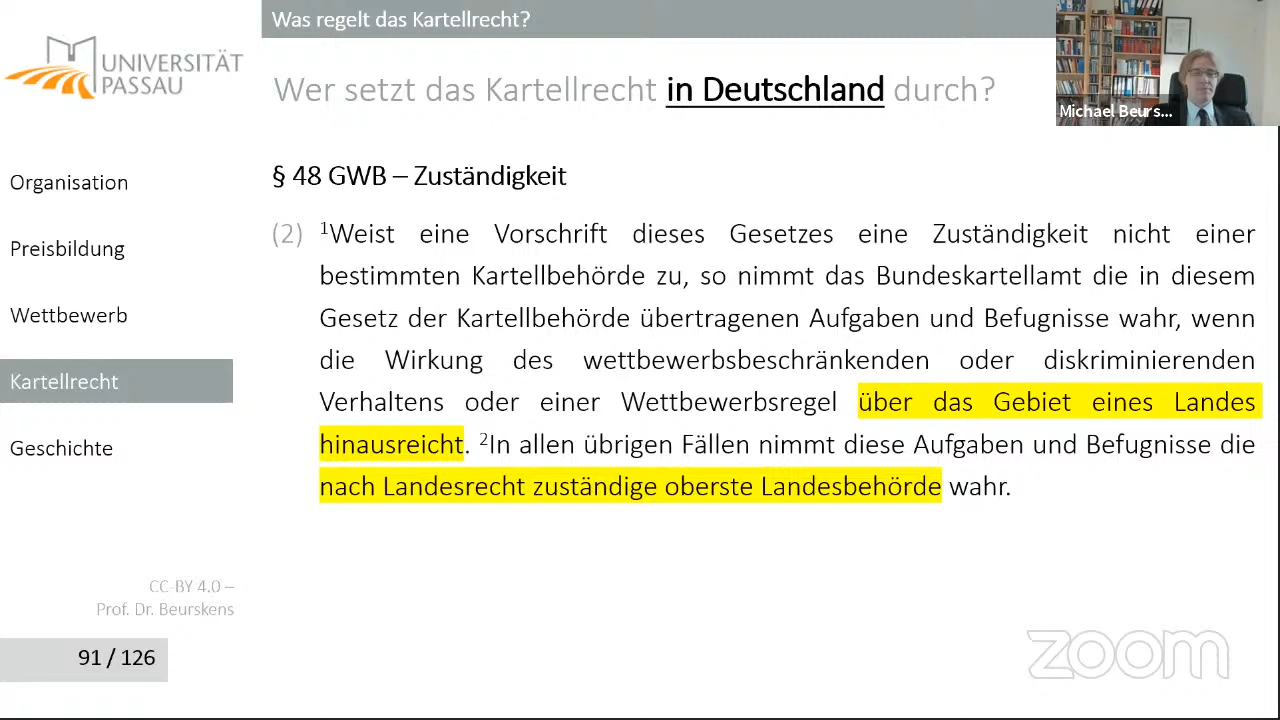 Was regelt das Kartellrecht?
UNIVERSITÄT
PASSAU
Wer setzt das Kartellrecht in Deutschland durch?
Michael Beurs...
Organisation
Preisbildung
Wettbewerb
Kartellrecht
Geschichte
§ 48 GWB – Zuständigkeit
(2) ¹Weist eine Vorschrift dieses Gesetzes eine Zuständigkeit nicht einer
bestimmten Kartellbehörde zu, so nimmt das Bundeskartellamt die in diesem
Gesetz der Kartellbehörde übertragenen Aufgaben und Befugnisse wahr, wenn
die Wirkung des wettbewerbsbeschränkenden oder diskriminierenden
Verhaltens oder einer Wettbewerbsregel über das Gebiet eines Landes
hinausreicht. ²In allen übrigen Fällen nimmt diese Aufgaben und Befugnisse die
nach Landesrecht zuständige oberste Landesbehörde wahr.
CC-BY 4.0 –
Prof. Dr. Beurskens
91 / 126
zoom